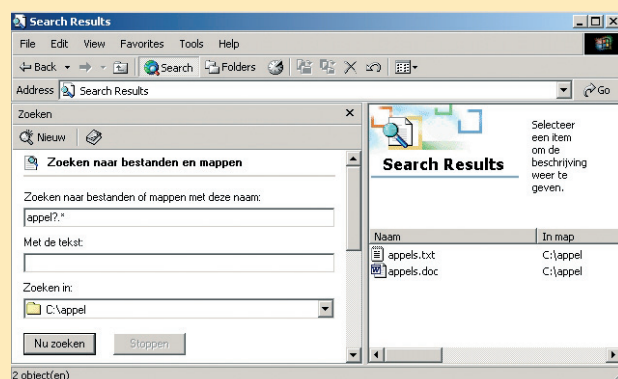 Search Results
File Edit View Favorites Tools Help
Back Search Folders
Address Search Results Go
Zoeken
Nieuw
Zoeken naar bestanden en mappen
Zoeken naar bestanden of mappen met deze naam:
appel?.*
Met de tekst:
Zoeken in:
C:\appel
Nu zoeken Stoppen
Search Results
Selecteer
een item
om de
beschrijving
weer te
geven.
Naam In map
appels.txt C:\appel
appels.doc C:\appel
2 object(en)